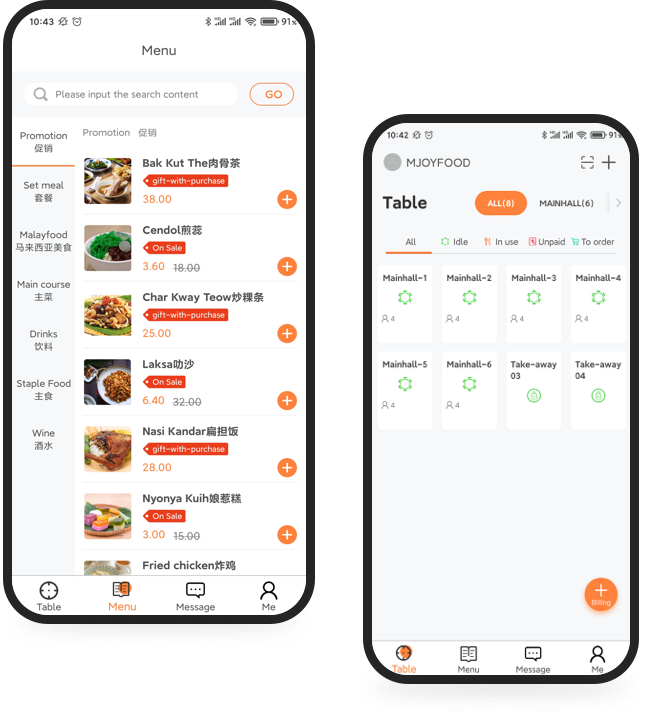 10:43
91%
Menu
Please input the search content
GO
Promotion
促销
Set meal
套餐
Malayfood
马来西亚美食
Main course
主菜
Drinks
饮料
Staple Food
主食
Wine
酒水
Promotion 促销
Bak Kut The肉骨茶
gift-with-purchase
38.00
Cendol煎蕊
On Sale
3.60 18.00
Char Kway Teow炒粿条
gift-with-purchase
25.00
Laksa叻沙
On Sale
6.40 32.00
Nasi Kandar扁担饭
gift-with-purchase
28.00
Nyonya Kuih娘惹糕
On Sale
3.00 15.00
Fried chicken炸鸡
Table Menu Message Me
10:42
91%
MJOYFOOD
Table
ALL(8) MAINHALL(6)
All Idle In use Unpaid To order
Mainhall-1 Mainhall-2 Mainhall-3 Mainhall-4
4 4 4 4
Mainhall-5 Mainhall-6 Take-away 03 Take-away 04
4 4
Billing
Table Menu Message Me